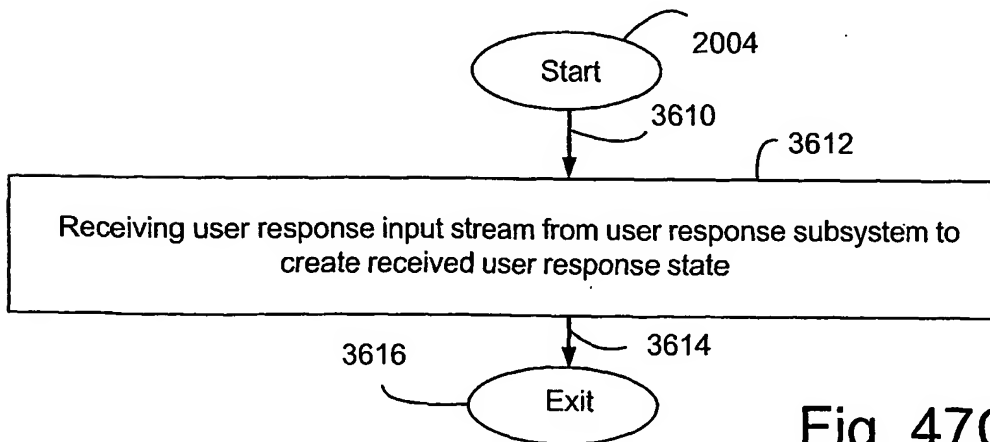 2004
Start
3610
3612
Receiving user response input stream from user response subsystem to
create received user response state
3614
3616
Exit
Fig. 47C